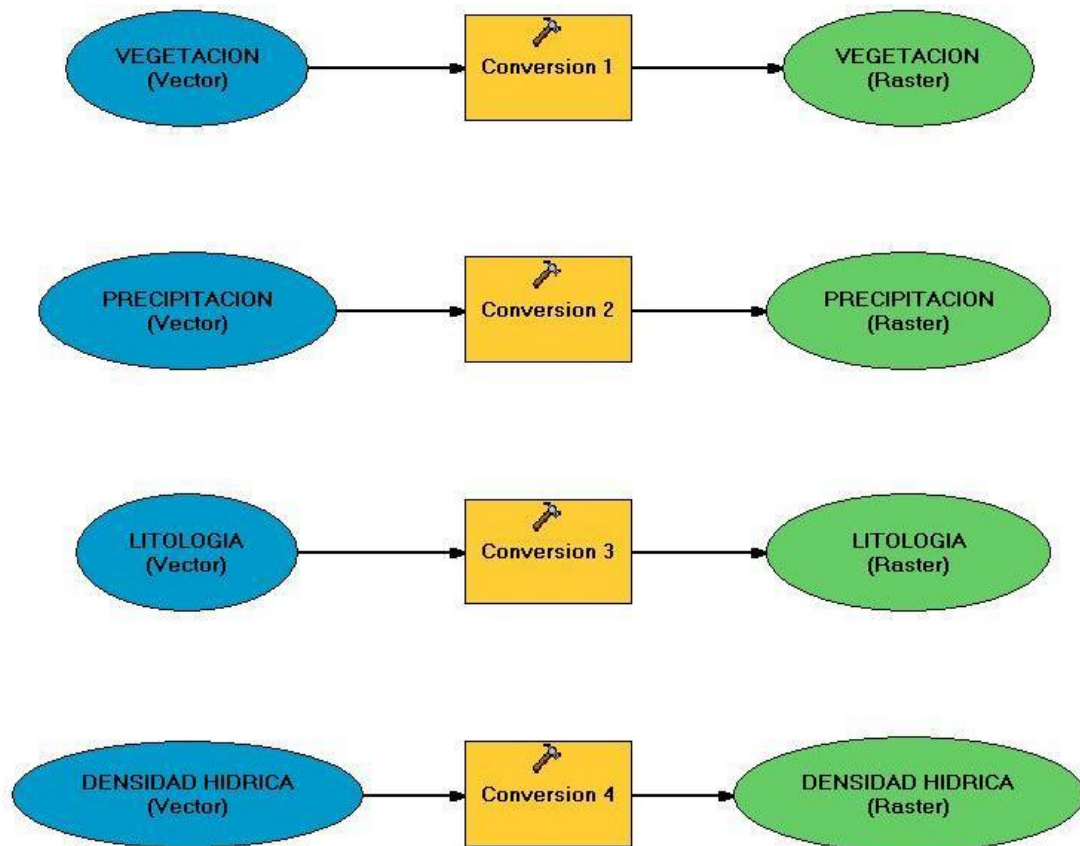 VEGETACION
(Vector)
Conversion 1
VEGETACION
(Raster)
PRECIPITACION
(Vector)
Conversion 2
PRECIPITACION
(Raster)
LITOLOGIA
(Vector)
Conversion 3
LITOLOGIA
(Raster)
DENSIDAD HIDRICA
(Vector)
Conversion 4
DENSIDAD HIDRICA
(Raster)